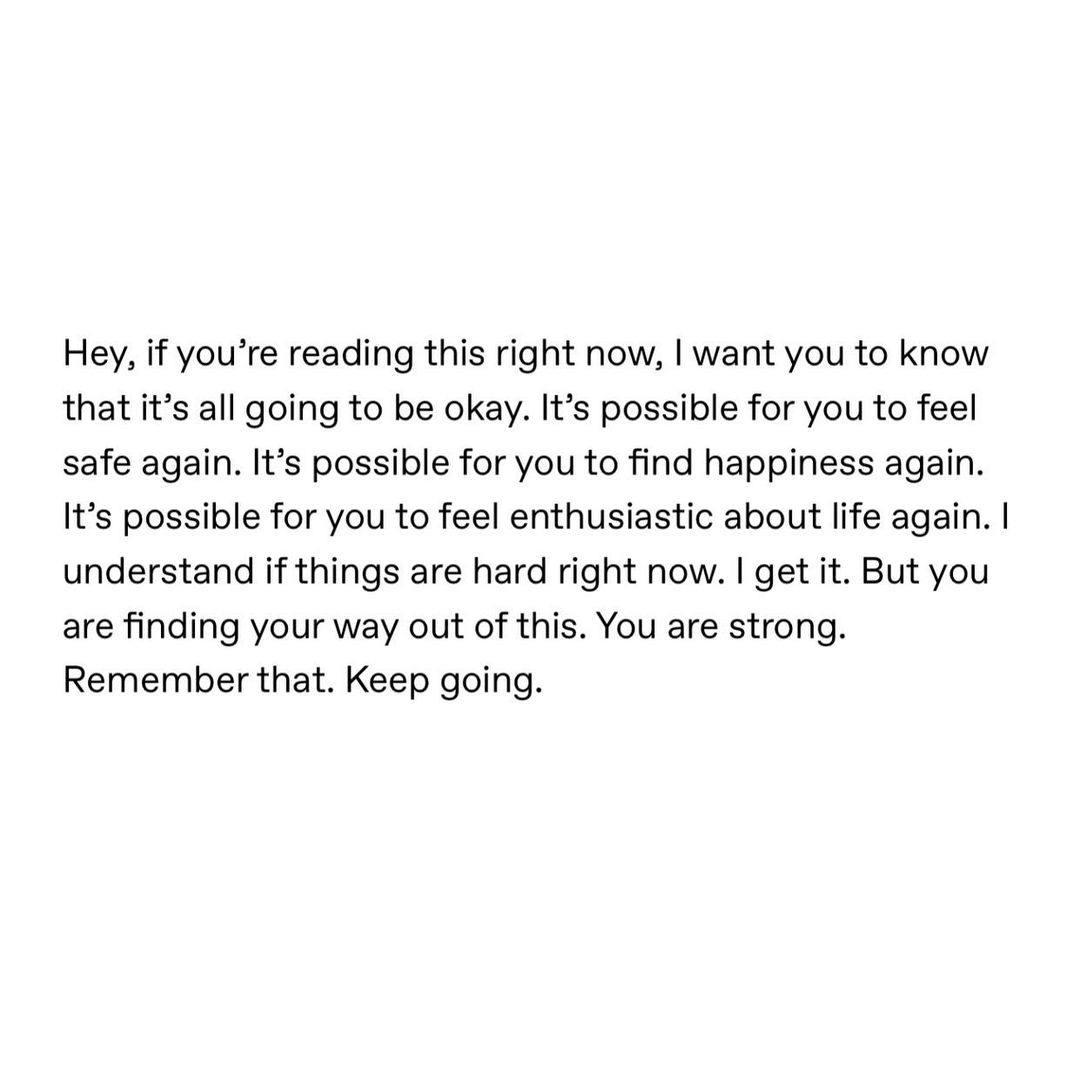 Hey, if you’re reading this right now, I want you to know
that it’s all going to be okay. It’s possible for you to feel
safe again. It’s possible for you to find happiness again.
It’s possible for you to feel enthusiastic about life again. I
understand if things are hard right now. I get it. But you
are finding your way out of this. You are strong.
Remember that. Keep going.